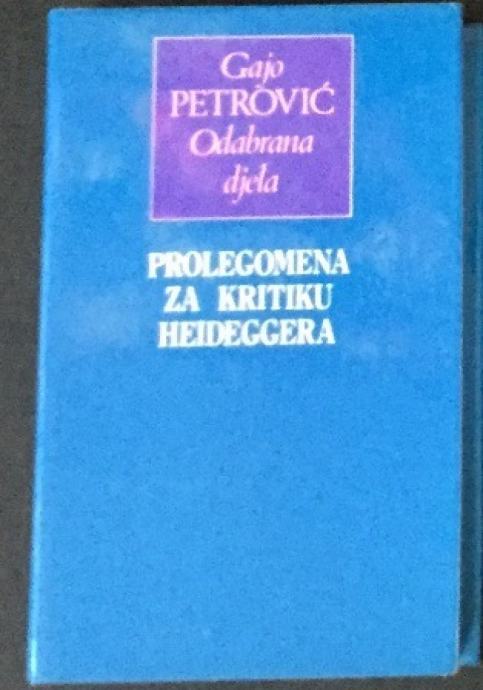 Gajo
PETROVIĆ
Odabrana
djela
PROLEGOMENA
ZA KRITIKU
HEIDEGGERA